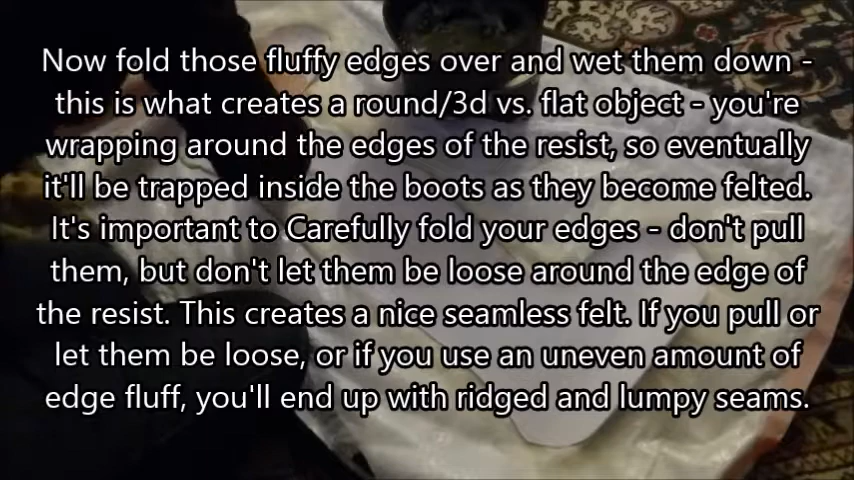 Now fold those fluffy edges over and wet them down -
this is what creates a round/3d vs. flat object - you're
wrapping around the edges of the resist, so eventually
it'll be trapped inside the boots as they become felted.
It's important to Carefully fold your edges - don't pull
them, but don't let them be loose around the edge of
the resist. This creates a nice seamless felt. If you pull or
let them be loose, or if you use an uneven amount of
edge fluff, you'll end up with ridged and lumpy seams.